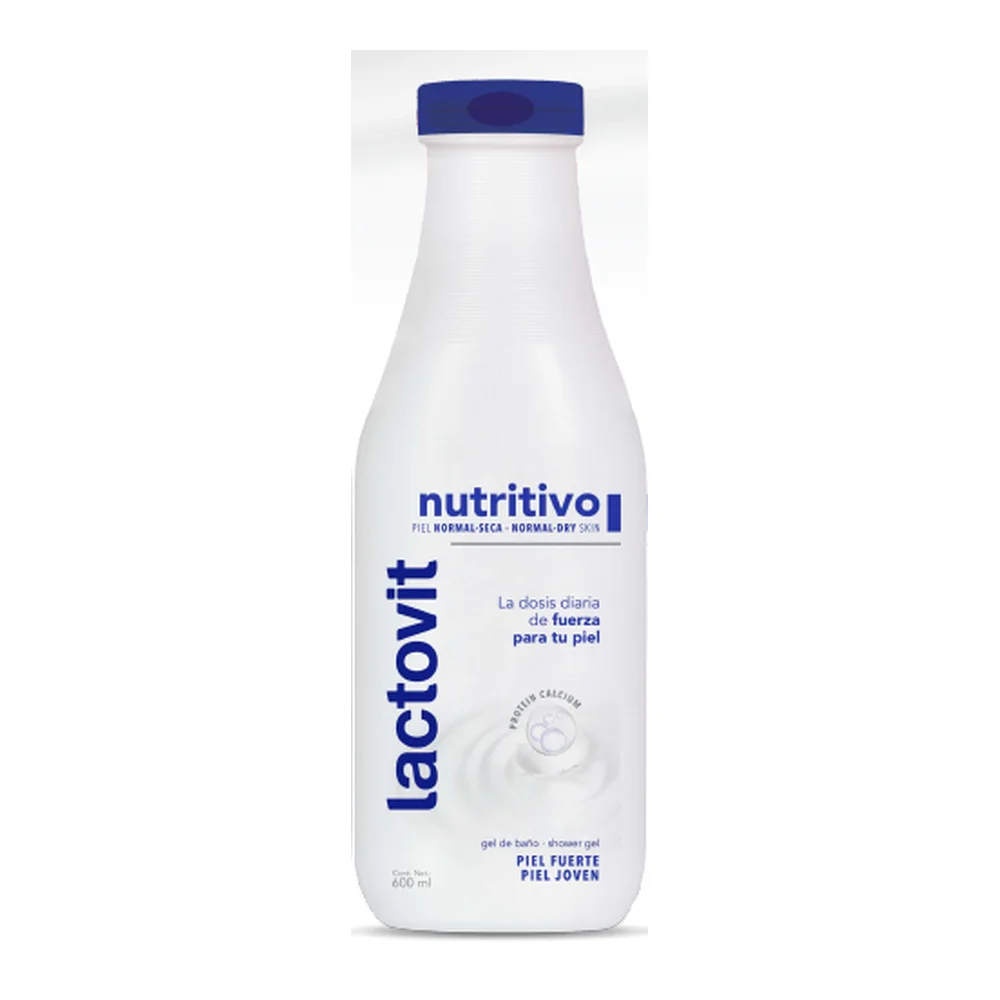 nutritivo
PIEL NORMAL-SECA - NORMAL-DRY SKIN
lactovit
La dosis diaria
de fuerza
para tu piel
PROTEIN CALCIUM
gel de baño · shower gel
PIEL FUERTE
PIEL JOVEN
Cont. Net.:
600 ml